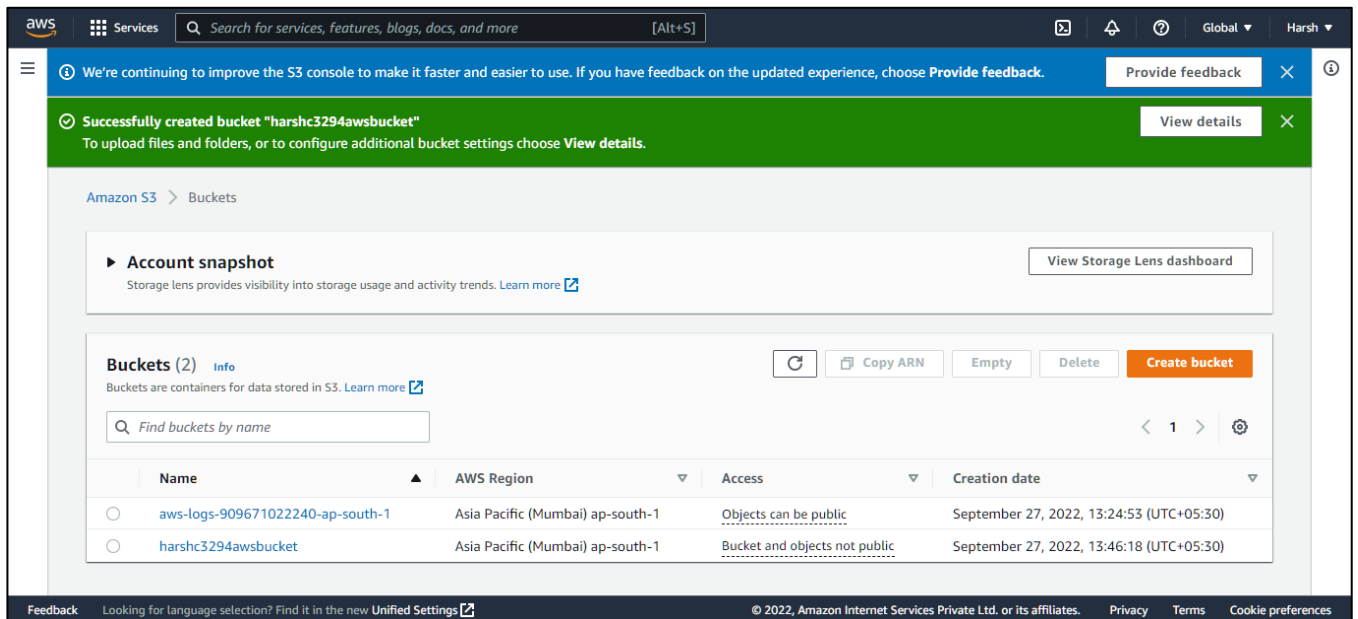 aws Services Search for services, features, blogs, docs, and more [Alt+S] Global Harsh
We're continuing to improve the S3 console to make it faster and easier to use. If you have feedback on the updated experience, choose Provide feedback. Provide feedback
Successfully created bucket "harshc3294awsbucket" View details
To upload files and folders, or to configure additional bucket settings choose View details.
Amazon S3 > Buckets
Account snapshot View Storage Lens dashboard
Storage lens provides visibility into storage usage and activity trends. Learn more
Buckets (2) Info Copy ARN Empty Delete Create bucket
Buckets are containers for data stored in S3. Learn more
Find buckets by name < 1 >
Name AWS Region Access Creation date
aws-logs-909671022240-ap-south-1 Asia Pacific (Mumbai) ap-south-1 Objects can be public September 27, 2022, 13:24:53 (UTC+05:30)
harshc3294awsbucket Asia Pacific (Mumbai) ap-south-1 Bucket and objects not public September 27, 2022, 13:46:18 (UTC+05:30)
Feedback Looking for language selection? Find it in the new Unified Settings © 2022, Amazon Internet Services Private Ltd. or its affiliates. Privacy Terms Cookie preferences